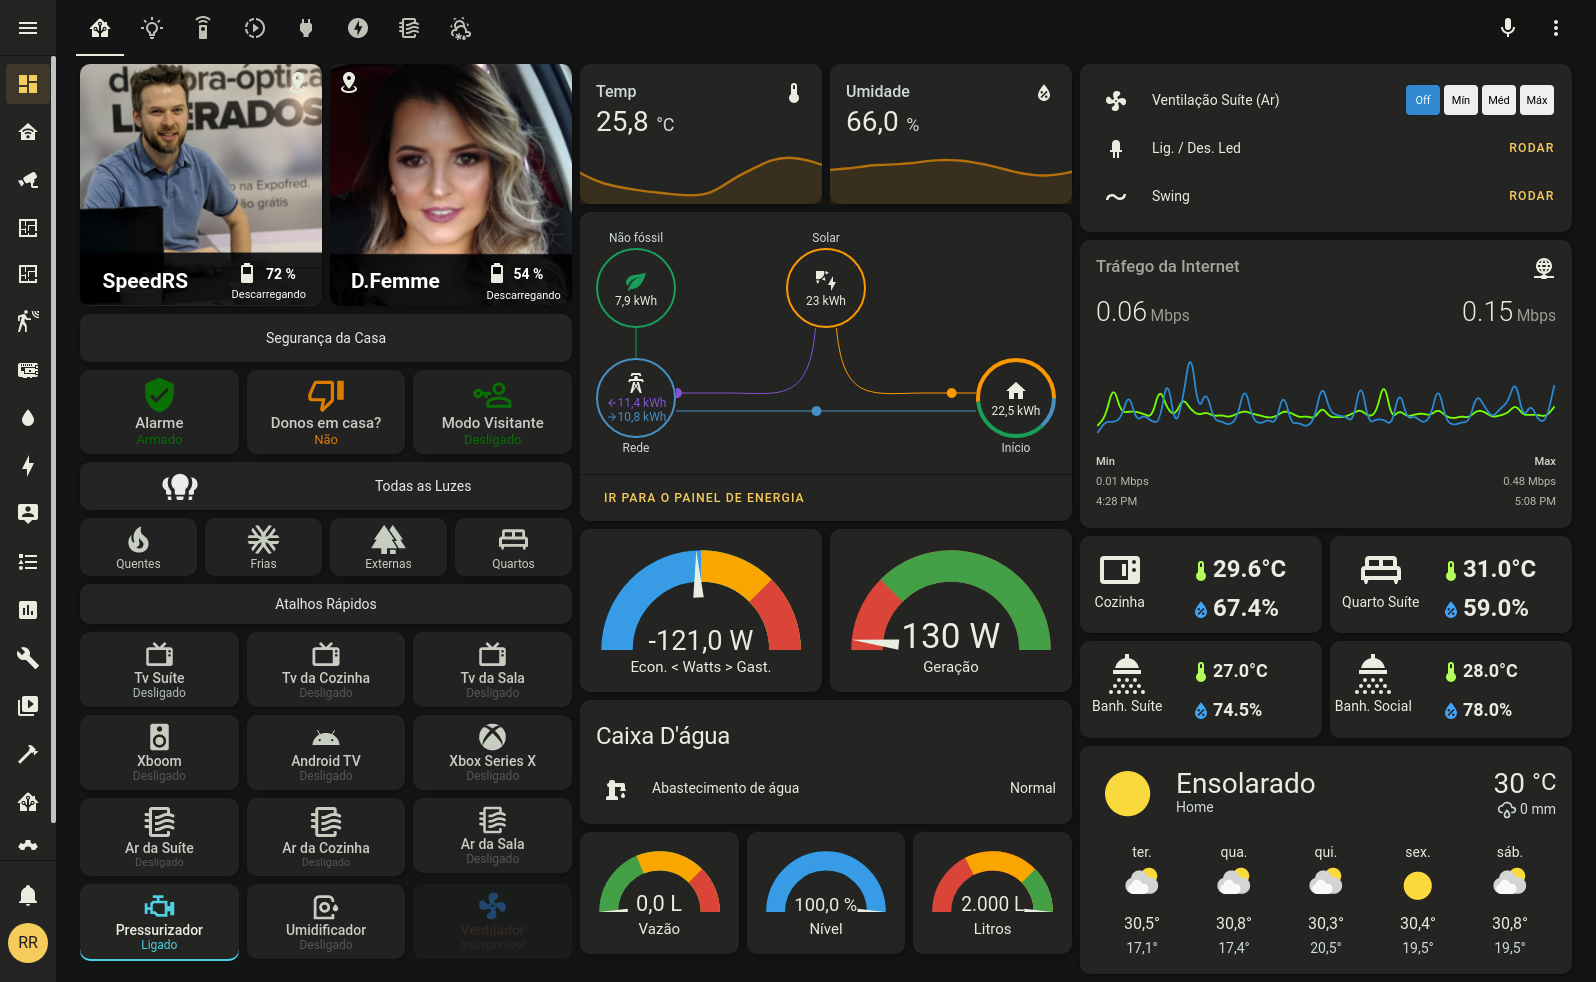 RR
LIBERADOS
na Expofred.
ão grátis
SpeedRS
72 %
Descarregando
D.Femme
54 %
Descarregando
Segurança da Casa
Alarme
Armado
Donos em casa?
Não
Modo Visitante
Desligado
Todas as Luzes
Quentes
Frias
Externas
Quartos
Atalhos Rápidos
Tv Suíte
Desligado
Tv da Cozinha
Desligado
Tv da Sala
Desligado
Xboom
Desligado
Android TV
Desligado
Xbox Series X
Desligado
Ar da Suíte
Desligado
Ar da Cozinha
Desligado
Ar da Sala
Desligado
Pressurizador
Ligado
Umidificador
Desligado
Ventilador
Indisponível
Temp
25,8 °C
Umidade
66,0 %
Não fóssil
7,9 kWh
Solar
23 kWh
←11,4 kWh
→10,8 kWh
Rede
22,5 kWh
Início
IR PARA O PAINEL DE ENERGIA
-121,0 W
Econ. < Watts > Gast.
130 W
Geração
Caixa D'água
Abastecimento de água
Normal
0,0 L
Vazão
100,0 %
Nível
2.000 L
Litros
Ventilação Suíte (Ar)
Off
Mín
Méd
Máx
Lig. / Des. Led
RODAR
Swing
RODAR
Tráfego da Internet
0.06 Mbps
0.15 Mbps
Min
0.01 Mbps
4:28 PM
Max
0.48 Mbps
5:08 PM
Cozinha
29.6°C
67.4%
Quarto Suíte
31.0°C
59.0%
Banh. Suíte
27.0°C
74.5%
Banh. Social
28.0°C
78.0%
Ensolarado
Home
30 °C
0 mm
ter.
qua.
qui.
sex.
sáb.
30,5°
30,8°
30,3°
30,4°
30,8°
17,1°
17,4°
20,5°
19,5°
19,5°